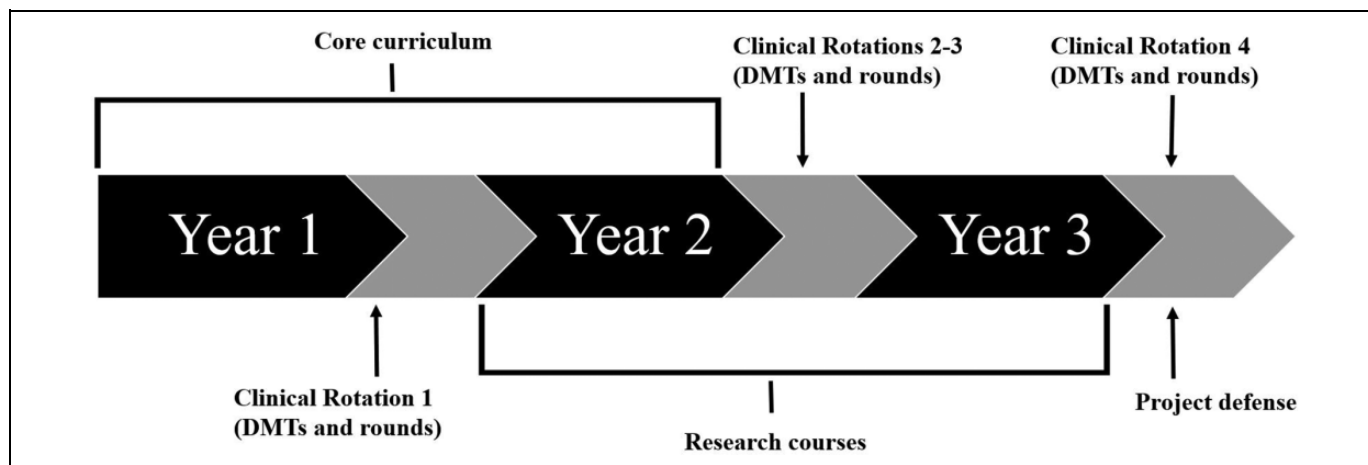 Core curriculum
Clinical Rotations 2-3
(DMTs and rounds)
Clinical Rotation 4
(DMTs and rounds)
Year 1
Year 2
Year 3
Clinical Rotation 1
(DMTs and rounds)
Research courses
Project defense